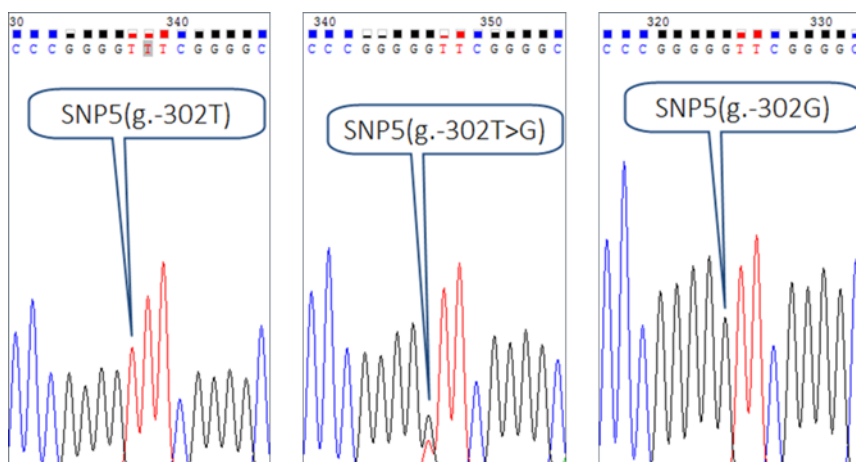 30 340
C C C G G G G T T T C G G G G C
SNP5(g.-302T)
340 350
C C C G G G G G T T C G G G G C
SNP5(g.-302T>G)
320 330
C C C G G G G G T T C G G G G C
SNP5(g.-302G)